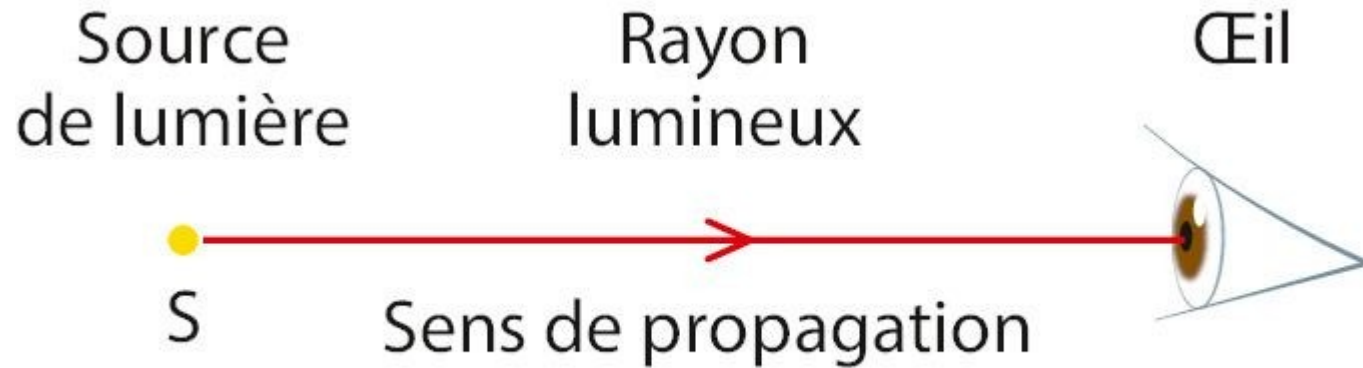 Source
de lumière
Rayon
lumineux
Œil
S
Sens de propagation